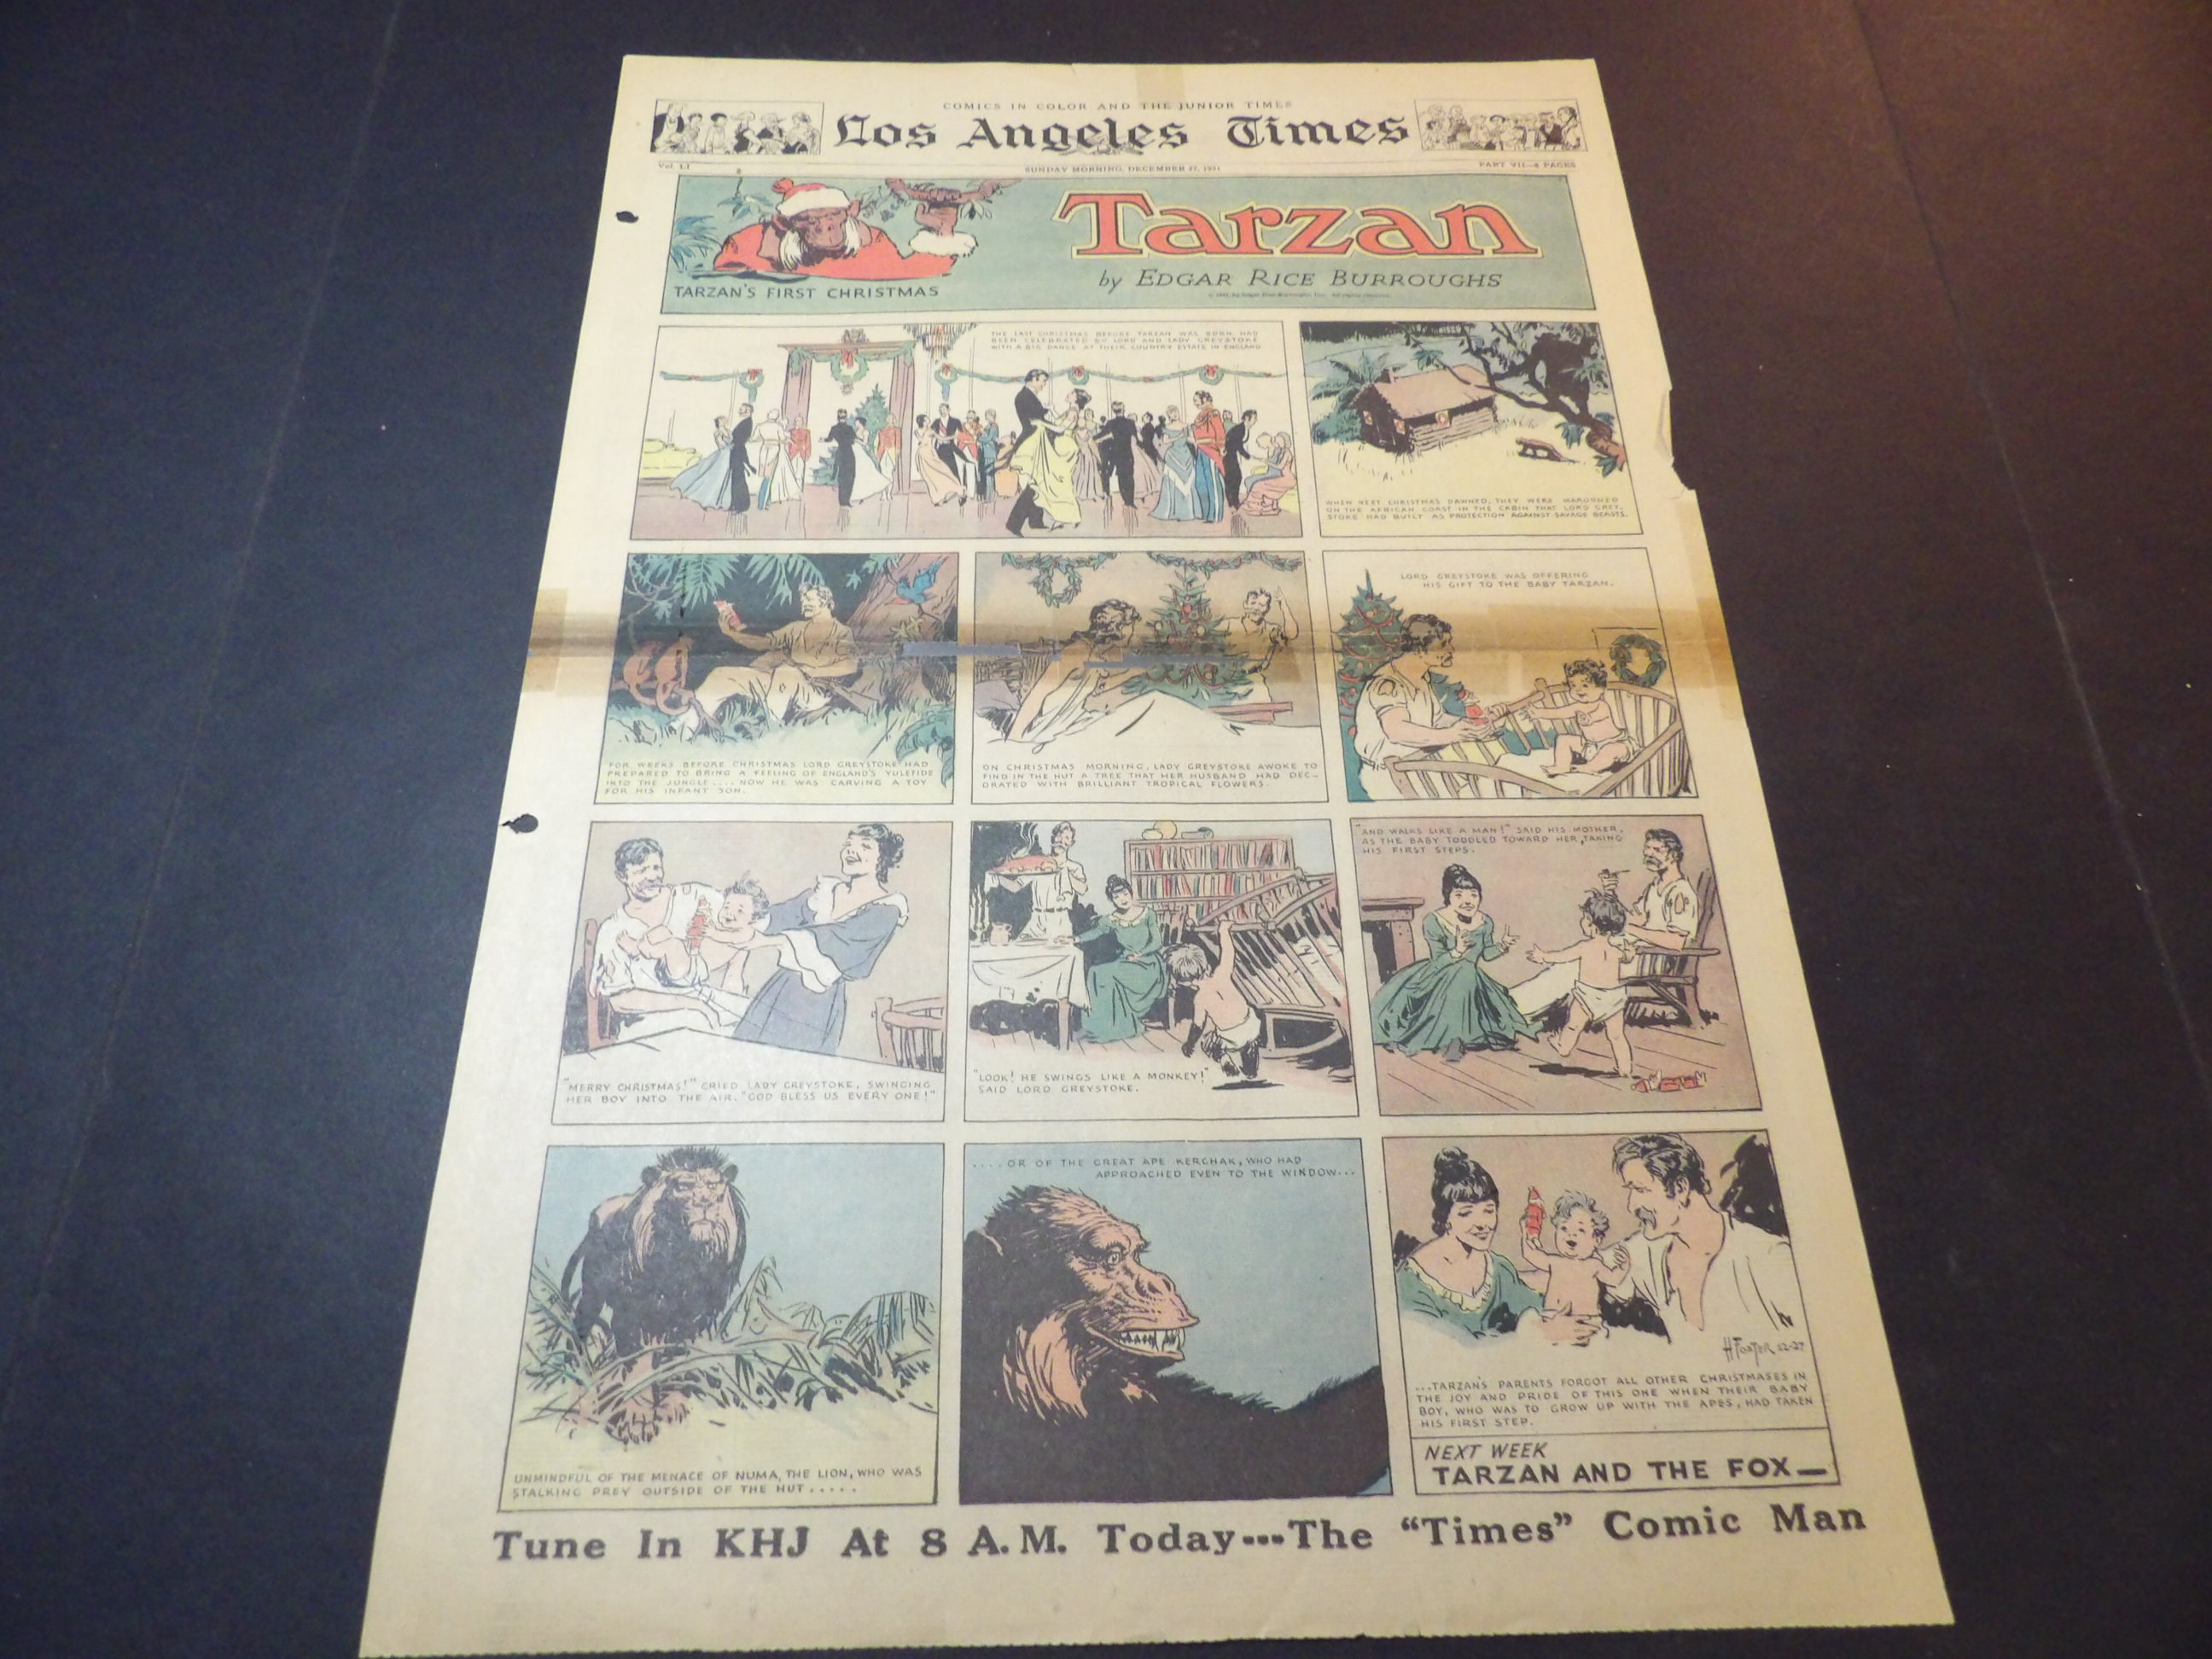 COMICS IN COLOR AND THE JUNIOR TIMES
Los Angeles Times
Vol. LI
SUNDAY MORNING, DECEMBER 27, 1931
PART VII—4 PAGES
Tarzan
by EDGAR RICE BURROUGHS
TARZAN'S FIRST CHRISTMAS
THE LAST CHRISTMAS BEFORE TARZAN WAS BORN HAD
BEEN CELEBRATED BY LORD AND LADY GREYSTOKE
WITH A BIG DANCE AT THEIR COUNTRY ESTATE IN ENGLAND.
WHEN NEXT CHRISTMAS DAWNED, THEY WERE MAROONED
ON THE AFRICAN COAST IN THE CABIN THAT LORD GREY-
STOKE HAD BUILT AS PROTECTION AGAINST SAVAGE BEASTS.
FOR WEEKS BEFORE CHRISTMAS LORD GREYSTOKE HAD
PREPARED TO BRING A FEELING OF ENGLAND'S YULETIDE
INTO THE JUNGLE .... NOW HE WAS CARVING A TOY
FOR HIS INFANT SON.
ON CHRISTMAS MORNING, LADY GREYSTOKE AWOKE TO
FIND IN THE HUT A TREE THAT HER HUSBAND HAD DEC-
ORATED WITH BRILLIANT TROPICAL FLOWERS.
LORD GREYSTOKE WAS OFFERING
HIS GIFT TO THE BABY TARZAN.
"MERRY CHRISTMAS!" CRIED LADY GREYSTOKE, SWINGING
HER BOY INTO THE AIR. "GOD BLESS US EVERY ONE!"
"LOOK! HE SWINGS LIKE A MONKEY!"
SAID LORD GREYSTOKE.
"AND WALKS LIKE A MAN!" SAID HIS MOTHER,
AS THE BABY TODDLED TOWARD HER, TAKING
HIS FIRST STEPS.
UNMINDFUL OF THE MENACE OF NUMA, THE LION, WHO WAS
STALKING PREY OUTSIDE OF THE HUT .....
....OR OF THE GREAT APE KERCHAK, WHO HAD
APPROACHED EVEN TO THE WINDOW...
H FOSTER 12-27
...TARZAN'S PARENTS FORGOT ALL OTHER CHRISTMASES IN
THE JOY AND PRIDE OF THIS ONE WHEN THEIR BABY
BOY, WHO WAS TO GROW UP WITH THE APES, HAD TAKEN
HIS FIRST STEP.
NEXT WEEK
TARZAN AND THE FOX—
Tune In KHJ At 8 A.M. Today---The "Times" Comic Man